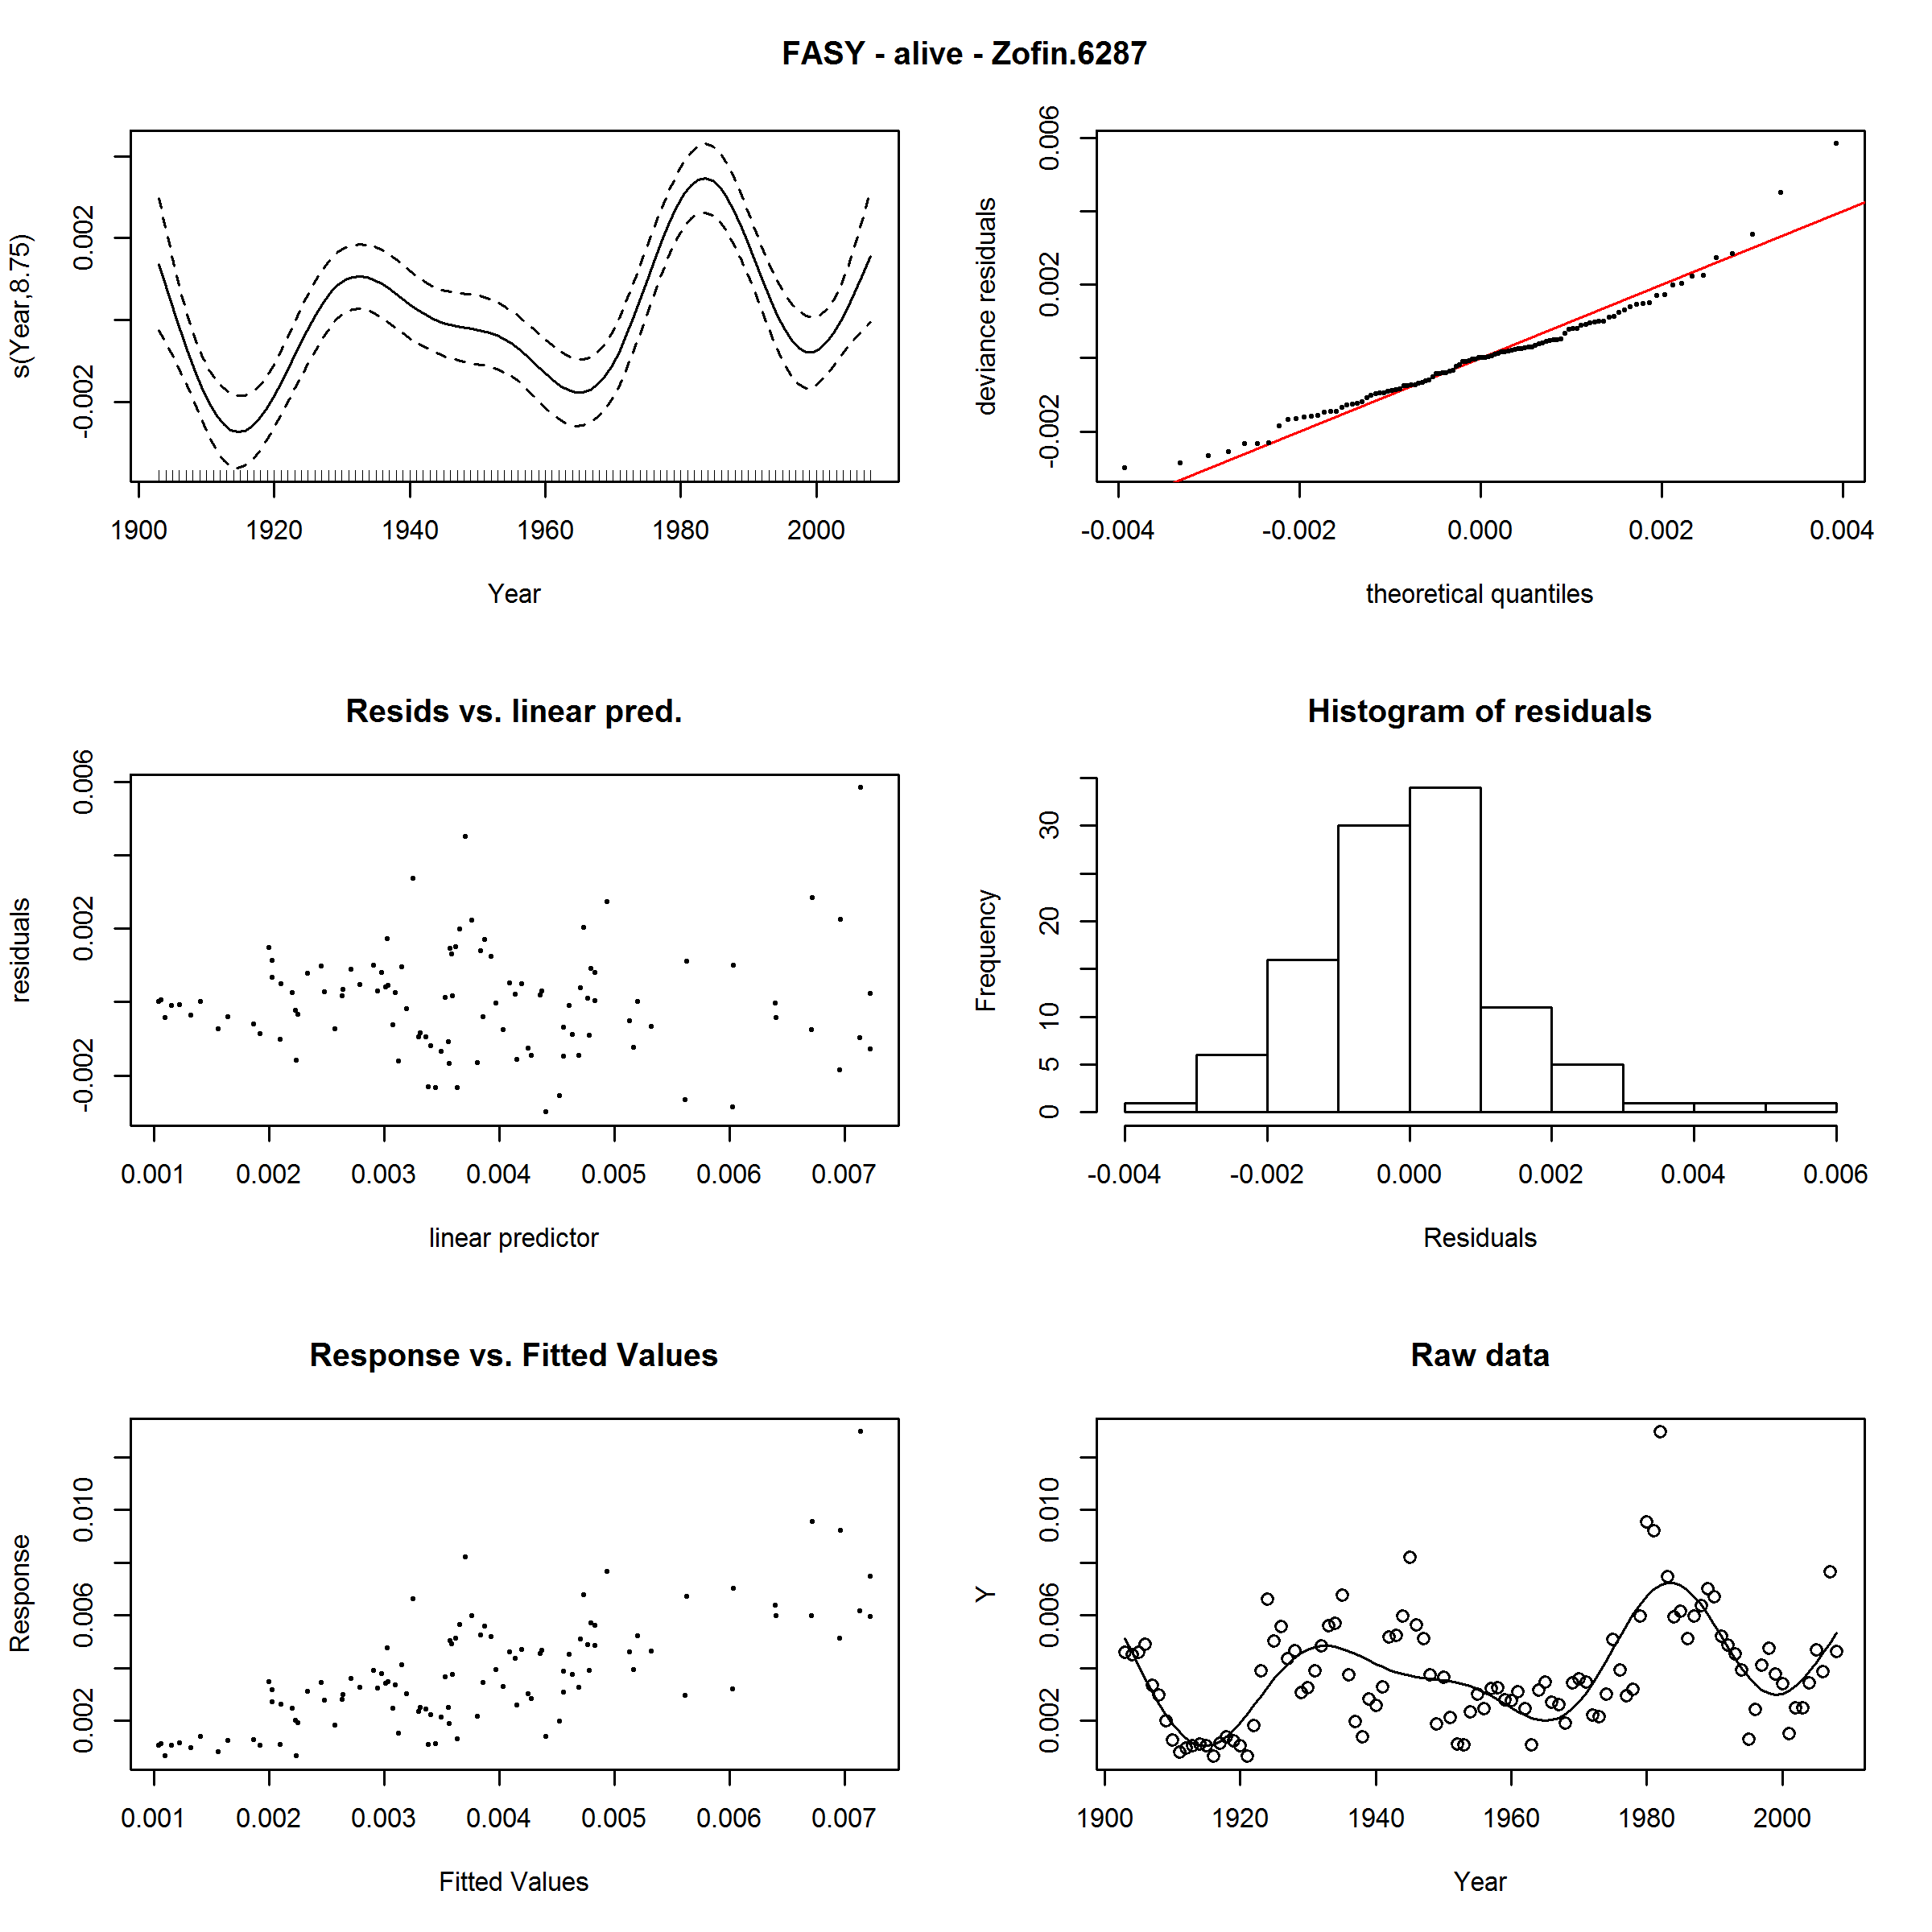 FASY - alive - Zofin.6287
s(Year,8.75)
-0.002 0.002
1900 1920 1940 1960 1980 2000
Year
deviance residuals
-0.002 0.002 0.006
-0.004 -0.002 0.000 0.002 0.004
theoretical quantiles
Resids vs. linear pred.
residuals
-0.002 0.002 0.006
0.001 0.002 0.003 0.004 0.005 0.006 0.007
linear predictor
Histogram of residuals
Frequency
0 5 10 20 30
-0.004 -0.002 0.000 0.002 0.004 0.006
Residuals
Response vs. Fitted Values
Response
0.002 0.006 0.010
0.001 0.002 0.003 0.004 0.005 0.006 0.007
Fitted Values
Raw data
Y
0.002 0.006 0.010
1900 1920 1940 1960 1980 2000
Year